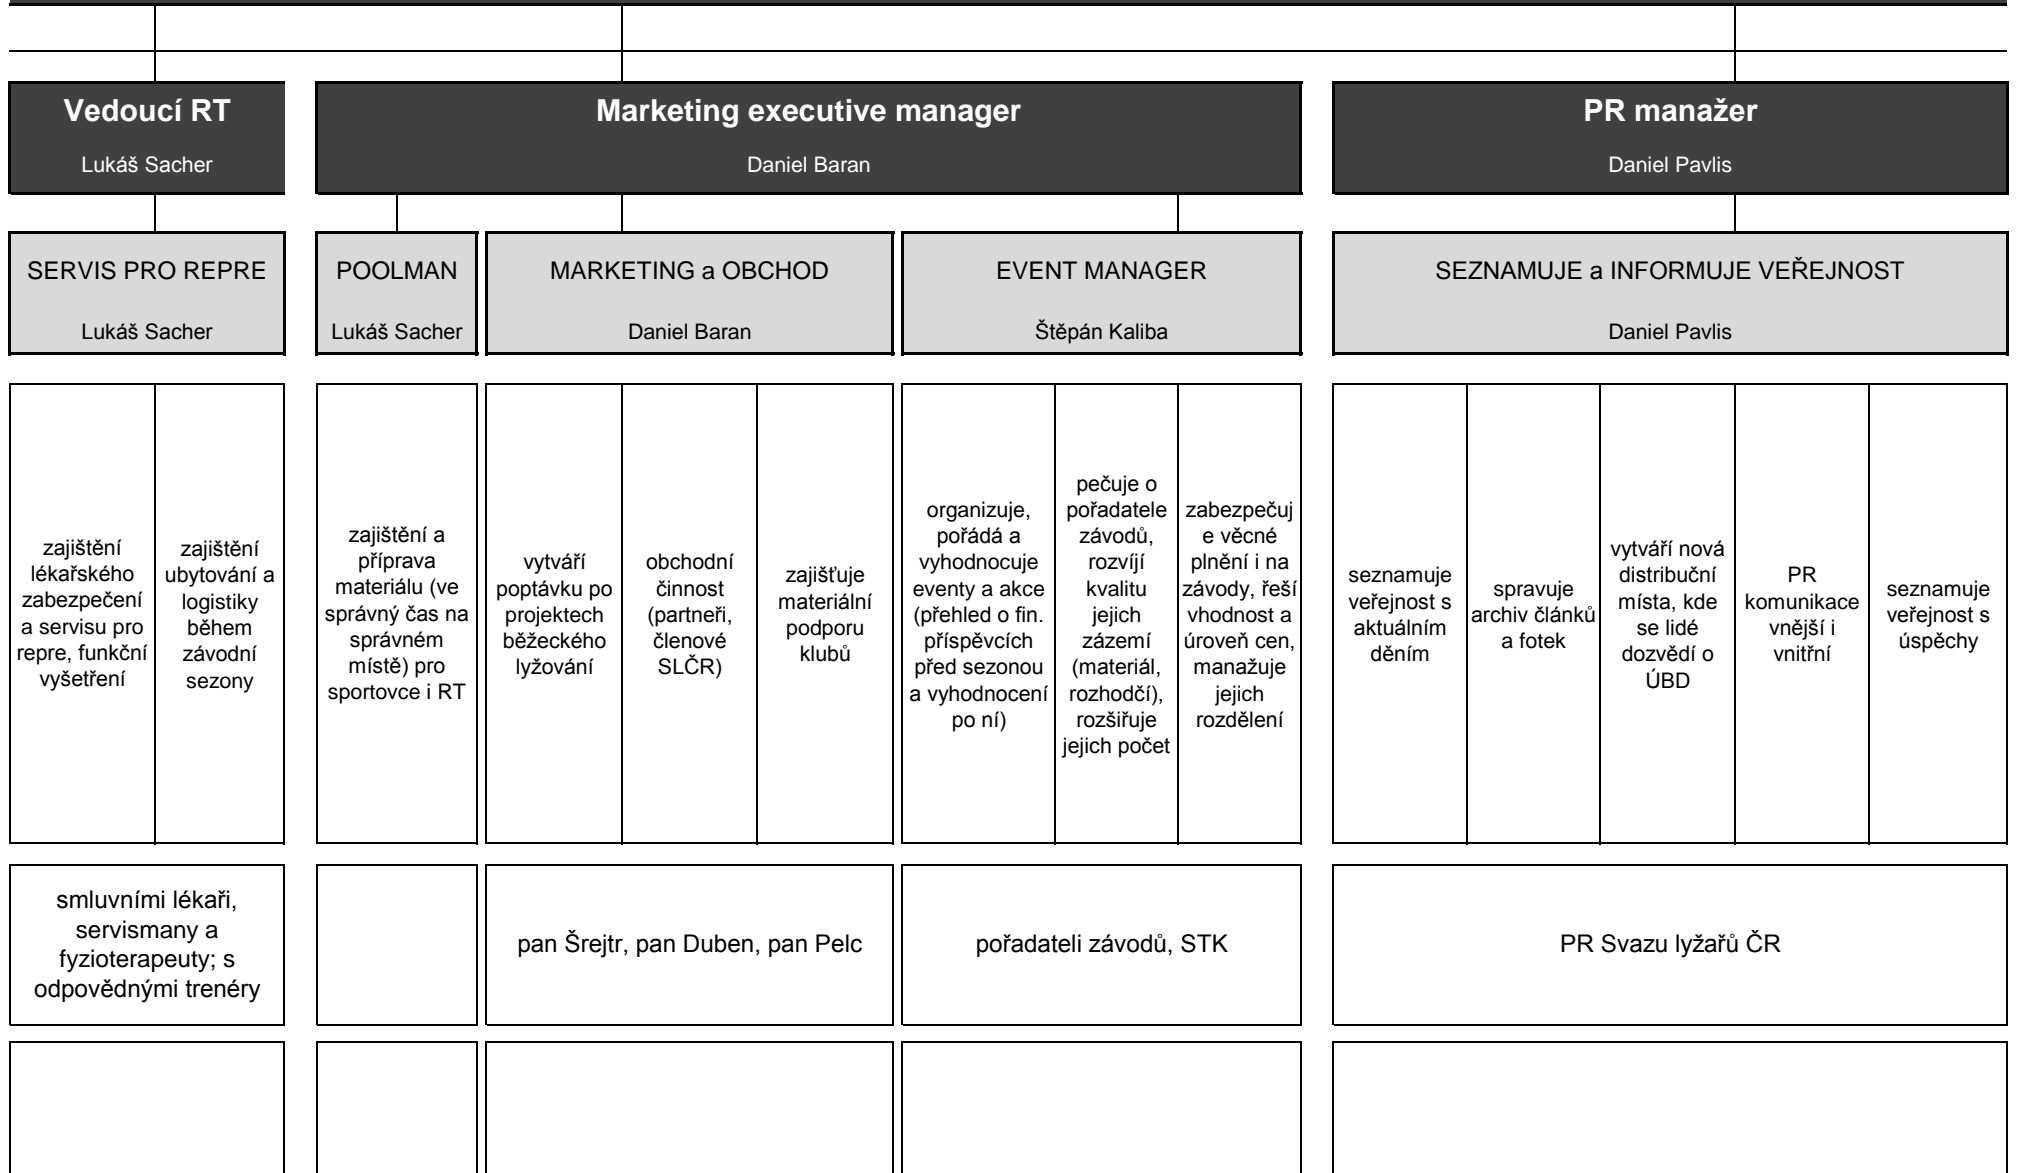 Vedoucí RT
Lukáš Sacher
Marketing executive manager
Daniel Baran
PR manažer
Daniel Pavlis
SERVIS PRO REPRE
Lukáš Sacher
POOLMAN
Lukáš Sacher
MARKETING a OBCHOD
Daniel Baran
EVENT MANAGER
Štěpán Kaliba
SEZNAMUJE a INFORMUJE VEŘEJNOST
Daniel Pavlis
zajištění
lékařského
zabezpečení
a servisu pro
repre, funkční
vyšetření
zajištění
ubytování a
logistiky
během
závodní
sezony
zajištění a
příprava
materiálu (ve
správný čas na
správném
místě) pro
sportovce i RT
vytváří
poptávku po
projektech
běžeckého
lyžování
obchodní
činnost
(partneři,
členové
SLČR)
zajišťuje
materiální
podporu
klubů
organizuje,
pořádá a
vyhodnocuje
eventy a akce
(přehled o fin.
příspěvcích
před sezonou
a vyhodnocení
po ní)
pečuje o
pořadatele
závodů,
rozvíjí
kvalitu
jejich
zázemí
(materiál,
rozhodčí),
rozšiřuje
jejich počet
zabezpečuj
e věcné
plnění i na
závody, řeší
vhodnost a
úroveň cen,
manažuje
jejich
rozdělení
seznamuje
veřejnost s
aktuálním
děním
spravuje
archiv článků
a fotek
vytváří nová
distribuční
místa, kde
se lidé
dozvědí o
ÚBD
PR
komunikace
vnější i
vnitřní
seznamuje
veřejnost s
úspěchy
smluvními lékaři,
servismany a
fyzioterapeuty; s
odpovědnými trenéry
pan Šrejtr, pan Duben, pan Pelc
pořadateli závodů, STK
PR Svazu lyžařů ČR